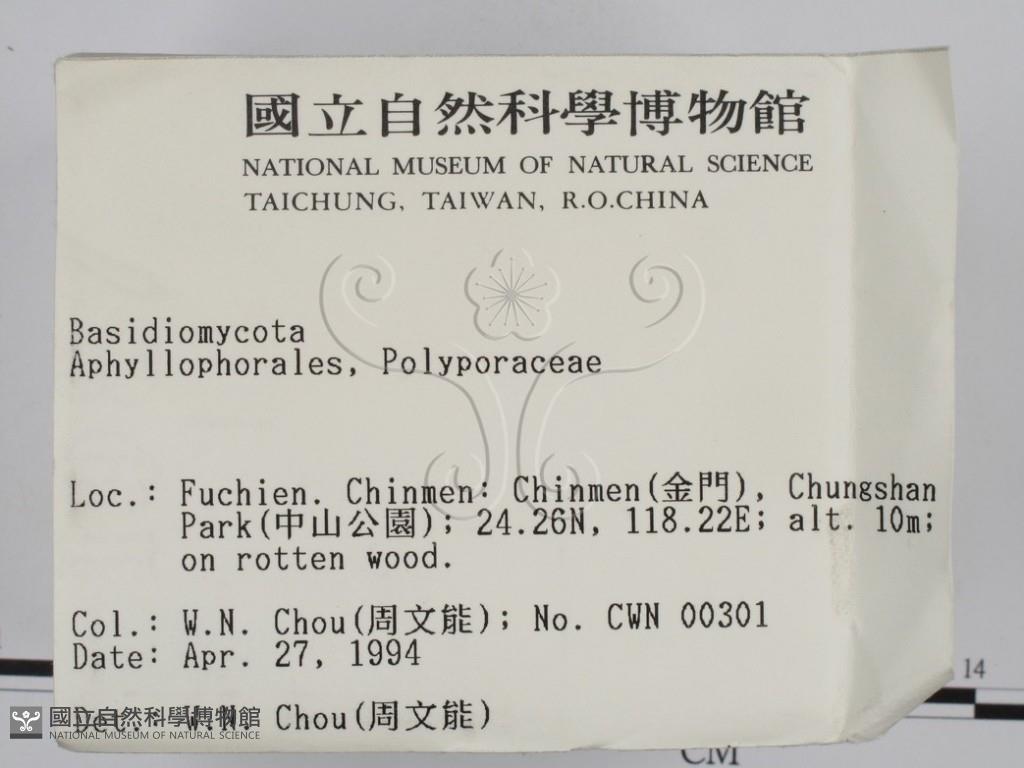 國立自然科學博物館
NATIONAL MUSEUM OF NATURAL SCIENCE
TAICHUNG, TAIWAN, R.O.CHINA
Basidiomycota
Aphyllophorales, Polyporaceae
Loc.: Fuchien. Chinmen: Chinmen(金門), Chungshan
Park(中山公園); 24.26N, 118.22E; alt. 10m;
on rotten wood.
Col.: W.N. Chou(周文能); No. CWN 00301
Date: Apr. 27, 1994
Det.: W.N. Chou(周文能)
國立自然科學博物館
NATIONAL MUSEUM OF NATURAL SCIENCE
14
CM